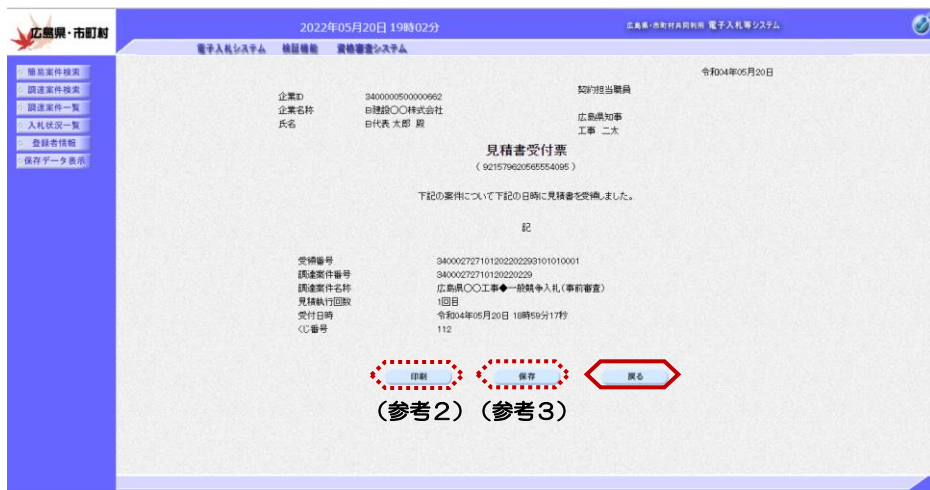 広島県・市町村
2022年05月20日 19時02分
広島県・市町村共同利用 電子入札等システム
電子入札システム 検証機能 資格審査システム
簡易案件検索
調達案件検索
調達案件一覧
入札状況一覧
登録者情報
保存データ表示
令和04年05月20日
企業ID 3400000500000662
企業名称 B建設〇〇株式会社
氏名 B代表 太郎 殿
契約担当職員
広島県知事
工事 二太
見積書受付票
( 921579620565554095 )
下記の案件について下記の日時に見積書を受領しました。
記
受領番号 340002727101202202293101010001
調達案件番号 34000272710120220229
調達案件名称 広島県〇〇工事◆一般競争入札(事前審査)
見積執行回数 1回目
受付日時 令和04年05月20日 18時59分17秒
くじ番号 112
印刷 保存 戻る
(参考2) (参考3)